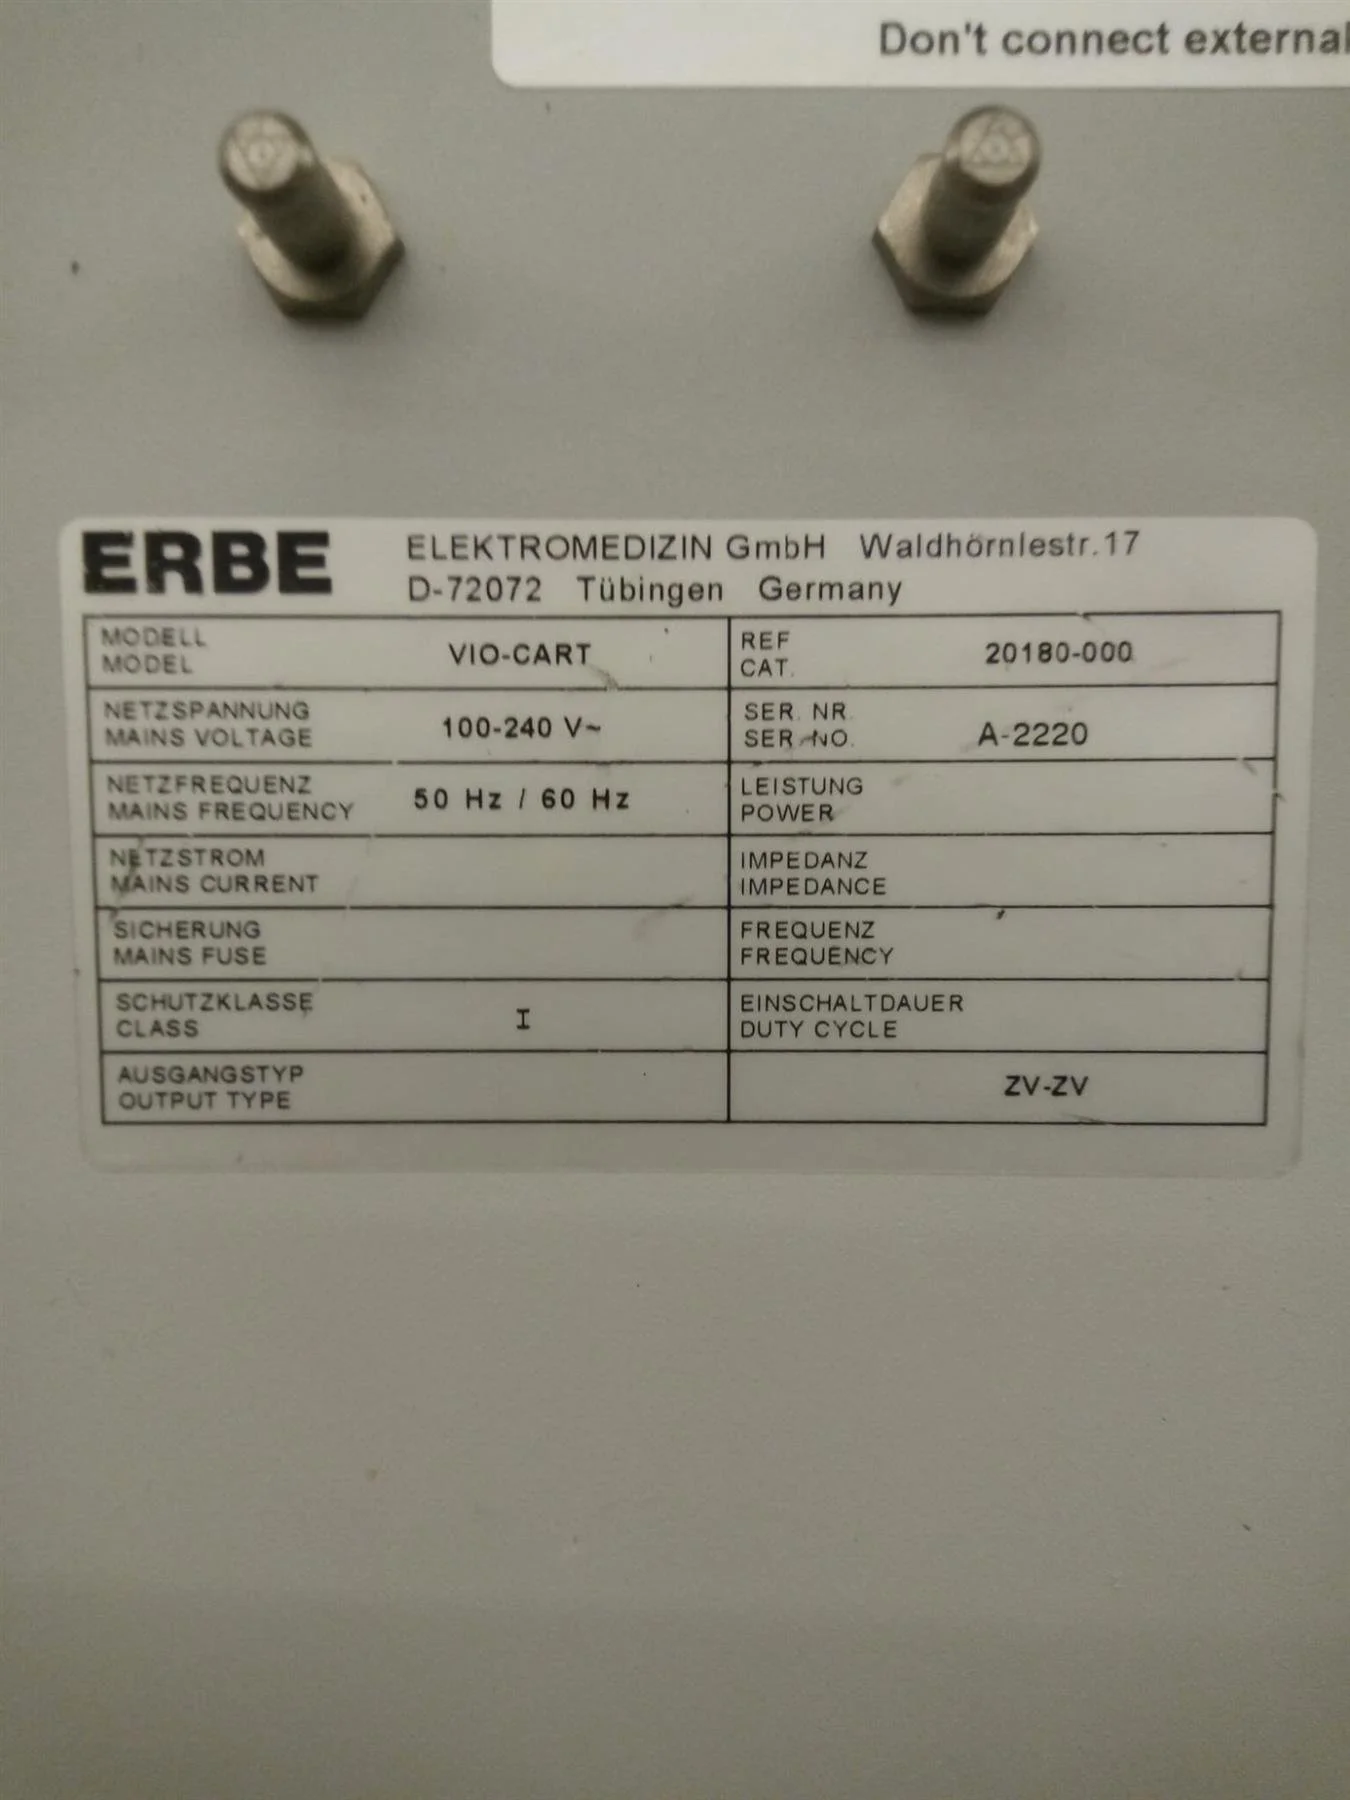 Don't connect external
ERBE ELEKTROMEDIZIN GmbH Waldhörnlestr.17
D-72072 Tübingen Germany
MODELL
MODEL
VIO-CART
REF
CAT.
20180-000
NETZSPANNUNG
MAINS VOLTAGE
100-240 V~
SER. NR.
SER. NO.
A-2220
NETZFREQUENZ
MAINS FREQUENCY
50 Hz / 60 Hz
LEISTUNG
POWER
NETZSTROM
MAINS CURRENT
IMPEDANZ
IMPEDANCE
SICHERUNG
MAINS FUSE
FREQUENZ
FREQUENCY
SCHUTZKLASSE
CLASS
I
EINSCHALTDAUER
DUTY CYCLE
AUSGANGSTYP
OUTPUT TYPE
ZV-ZV